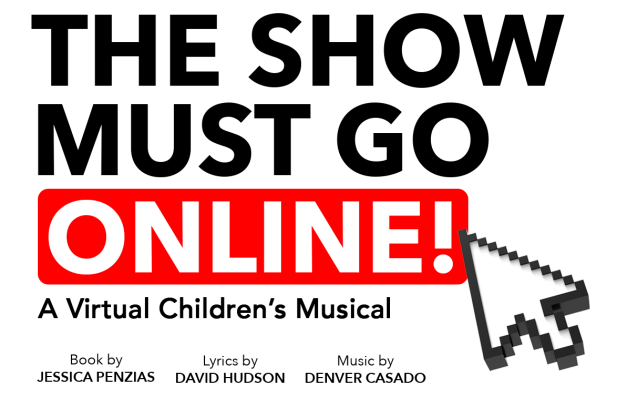 THE SHOW
MUST GO
ONLINE!
A Virtual Children's Musical
Book by
JESSICA PENZIAS
Lyrics by
DAVID HUDSON
Music by
DENVER CASADO